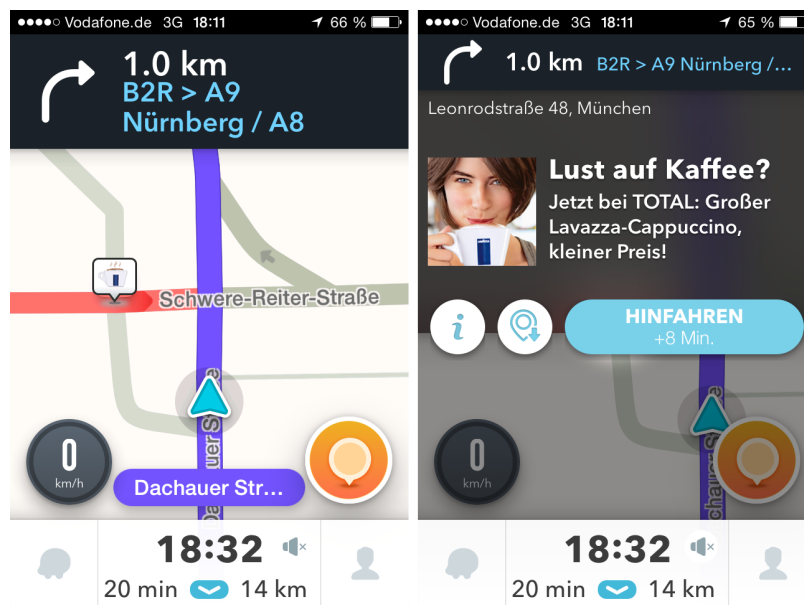 Vodafone.de 3G 18:11 66 %
1.0 km
B2R > A9
Nürnberg / A8
Schwere-Reiter-Straße
0
km/h
Dachauer Str...
18:32
20 min 14 km
Vodafone.de 3G 18:11 65 %
1.0 km B2R > A9 Nürnberg /...
Leonrodstraße 48, München
Lust auf Kaffee?
Jetzt bei TOTAL: Großer
Lavazza-Cappuccino,
kleiner Preis!
i
HINFAHREN
+8 Min.
0
km/h
18:32
20 min 14 km